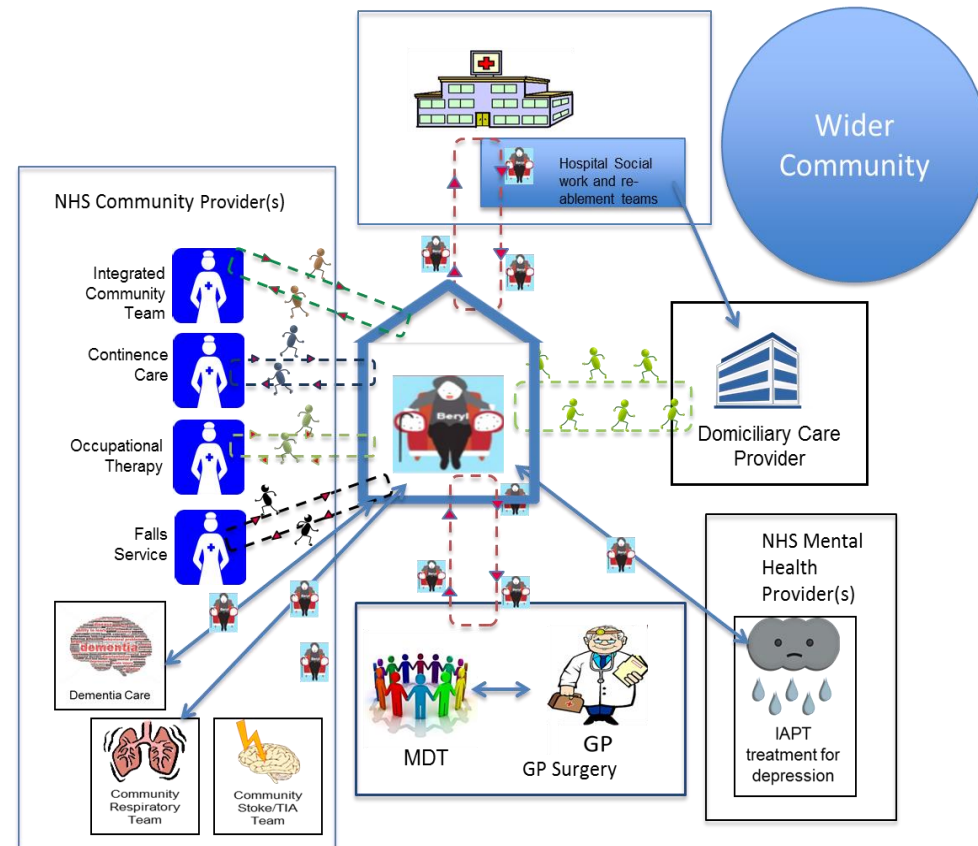 Wider
Community
Hospital Social
work and re-
ablement teams
NHS Community Provider(s)
Integrated
Community
Team
Continence
Care
Occupational
Therapy
Falls
Service
Beryl
Domiciliary Care
Provider
NHS Mental
Health
Provider(s)
IAPT
treatment for
depression
dementia
Dementia Care
Community
Respiratory
Team
Community
Stoke/TIA
Team
MDT
GP
GP Surgery